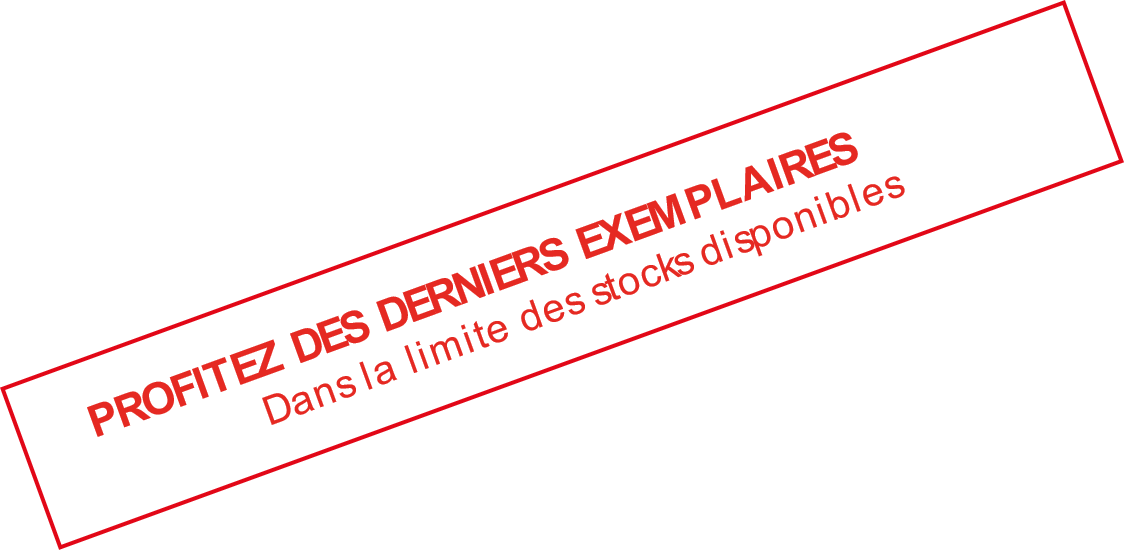 PROFITEZ DES DERNIERS EXEMPLAIRES
Dans la limite des stocks disponibles